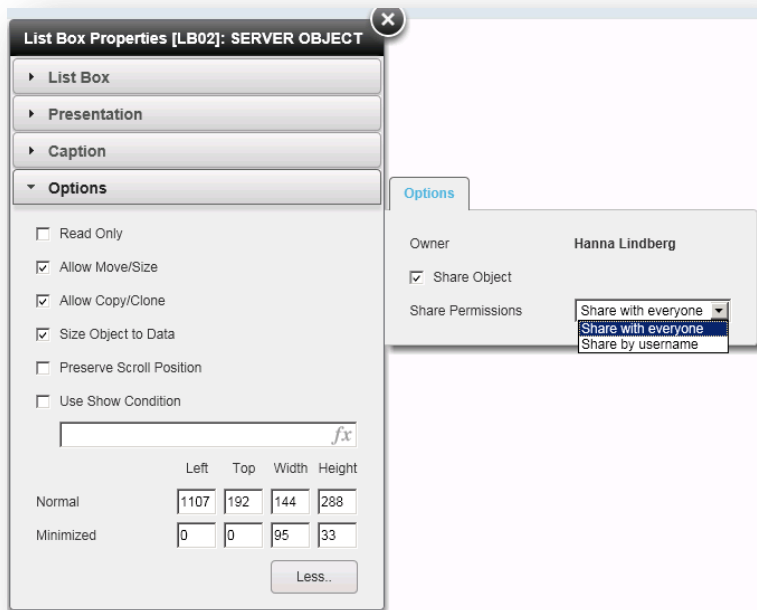 List Box Properties [LB02]: SERVER OBJECT
List Box
Presentation
Caption
Options
Read Only
Allow Move/Size
Allow Copy/Clone
Size Object to Data
Preserve Scroll Position
Use Show Condition
fx
Left Top Width Height
Normal 1107 192 144 288
Minimized 0 0 95 33
Less..
Options
Owner Hanna Lindberg
Share Object
Share Permissions Share with everyone
Share with everyone
Share by username